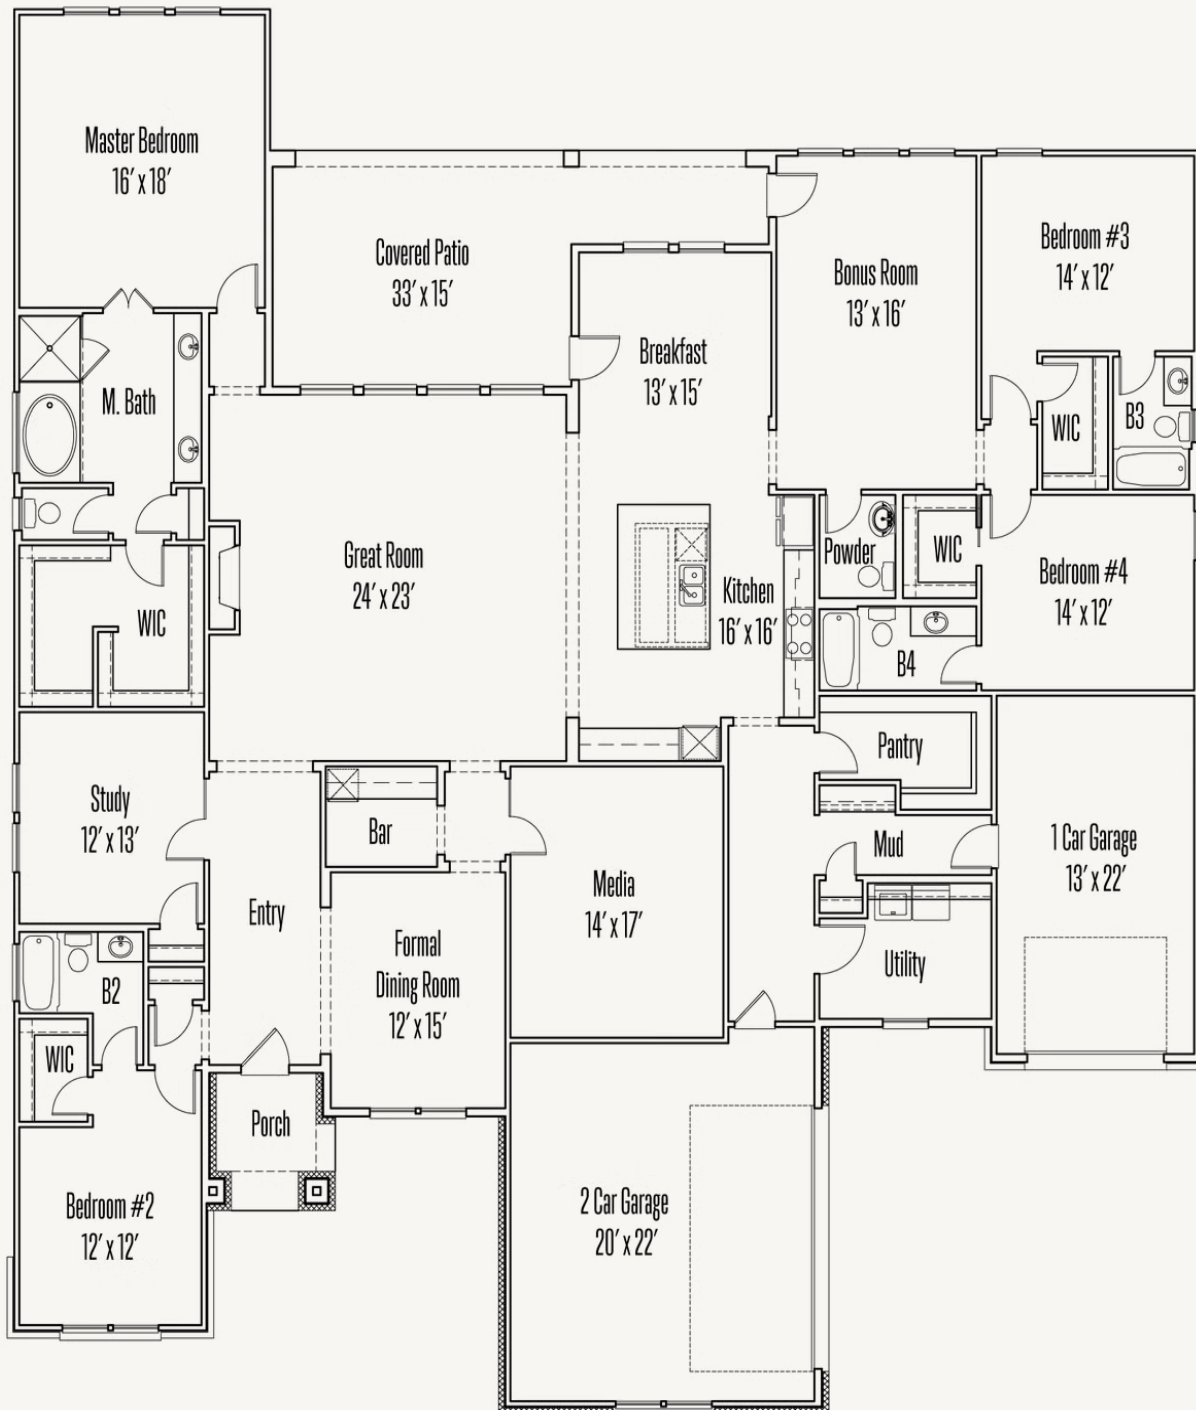 Master Bedroom
16' x 18'
Covered Patio
33' x 15'
Bonus Room
13' x 16'
Bedroom #3
14' x 12'
Breakfast
13' x 15'
M. Bath
WIC
B3
Great Room
24' x 23'
Kitchen
16' x 16'
Powder
WIC
Bedroom #4
14' x 12'
WIC
B4
Pantry
Study
12' x 13'
Bar
Mud
1 Car Garage
13' x 22'
Media
14' x 17'
Entry
Formal
Dining Room
12' x 15'
Utility
B2
WIC
Porch
Bedroom #2
12' x 12'
2 Car Garage
20' x 22'